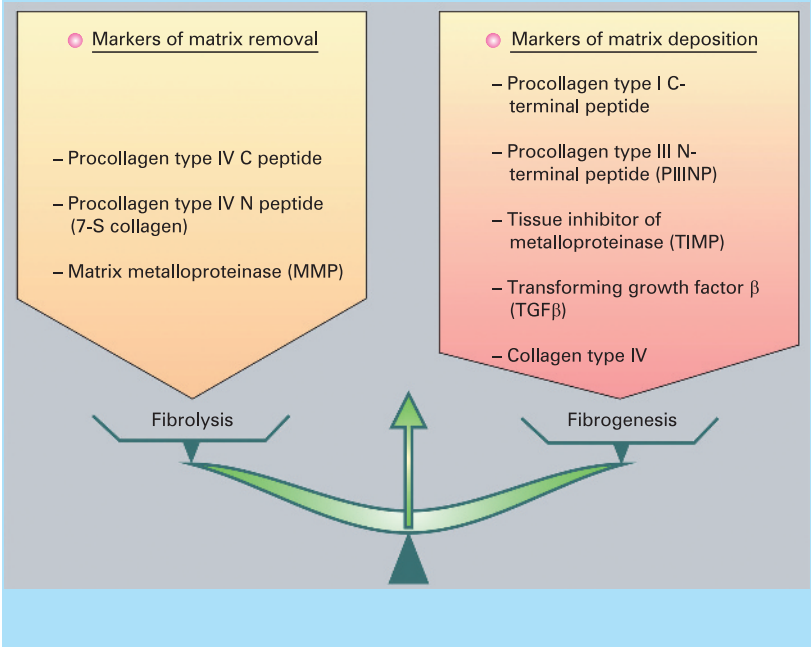 Markers of matrix removal
– Procollagen type IV C peptide
– Procollagen type IV N peptide
(7-S collagen)
– Matrix metalloproteinase (MMP)
Markers of matrix deposition
– Procollagen type I C-
terminal peptide
– Procollagen type III N-
terminal peptide (PIIINP)
– Tissue inhibitor of
metalloproteinase (TIMP)
– Transforming growth factor β
(TGFβ)
– Collagen type IV
Fibrolysis
Fibrogenesis